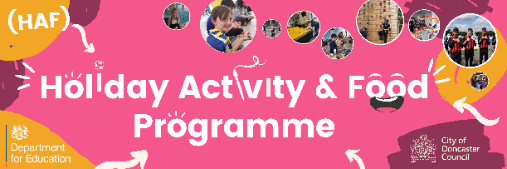 (HAF)
Holiday Activity & Food
Programme
Department
for Education
City of
Doncaster
Council